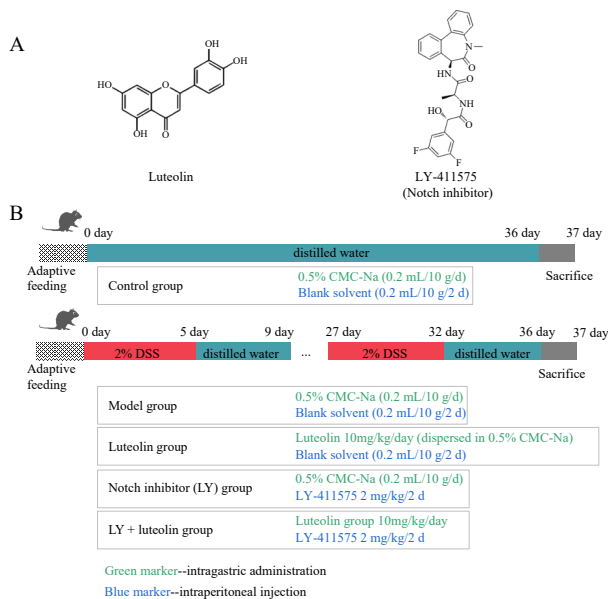 A
OH
OH
HO
O
OH
O
Luteolin
N
O
HN
O
NH
HO
O
F
F
LY-411575
(Notch inhibitor)
B
0 day
36 day
37 day
distilled water
Adaptive
feeding
Sacrifice
Control group
0.5% CMC-Na (0.2 mL/10 g/d)
Blank solvent (0.2 mL/10 g/2 d)
0 day
5 day
9 day
27 day
32 day
36 day
37 day
2% DSS
distilled water
...
2% DSS
distilled water
Adaptive
feeding
Sacrifice
Model group
0.5% CMC-Na (0.2 mL/10 g/d)
Blank solvent (0.2 mL/10 g/2 d)
Luteolin group
Luteolin 10mg/kg/day (dispersed in 0.5% CMC-Na)
Blank solvent (0.2 mL/10 g/2 d)
Notch inhibitor (LY) group
0.5% CMC-Na (0.2 mL/10 g/d)
LY-411575 2 mg/kg/2 d
LY + luteolin group
Luteolin group 10mg/kg/day
LY-411575 2 mg/kg/2 d
Green marker--intragastric administration
Blue marker--intraperitoneal injection